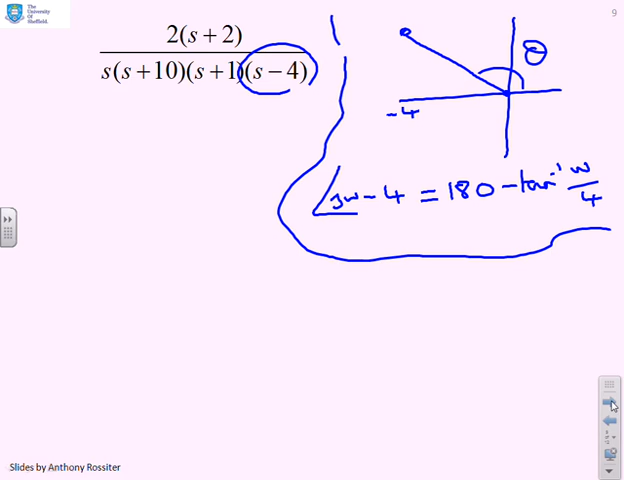 The
University
Of
Sheffield.
9
2(s + 2)
s(s + 10)(s + 1)(s − 4)
θ
-4
∠jw - 4 = 180 - tan⁻¹ w/4
Slides by Anthony Rossiter